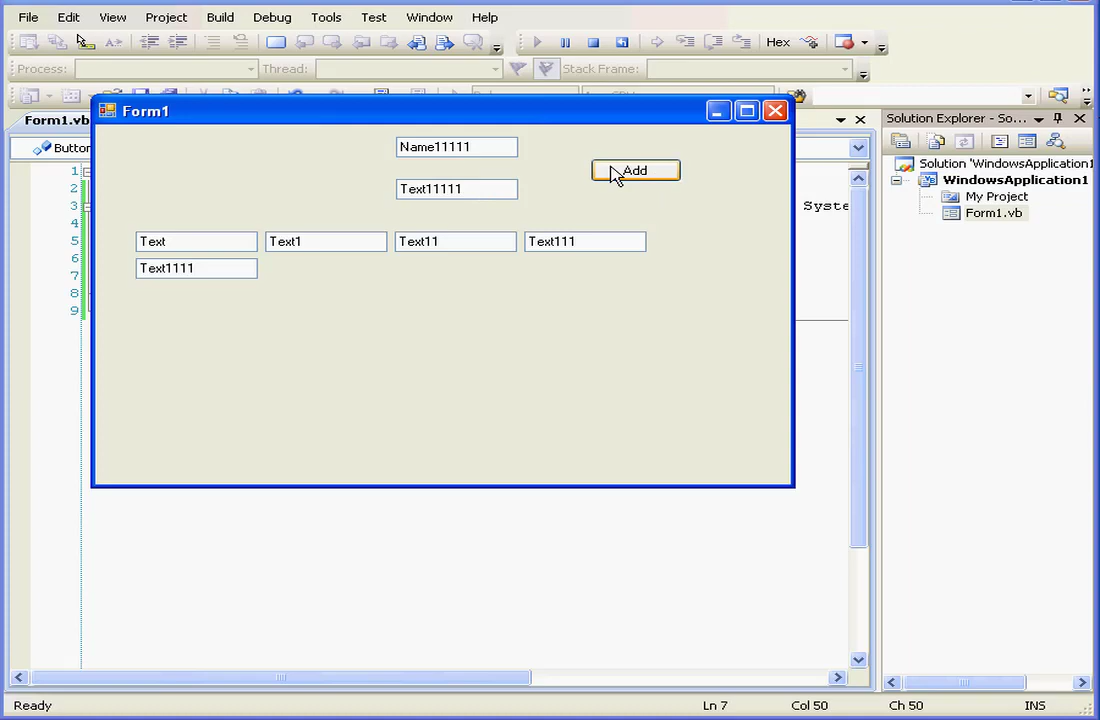 File Edit View Project Build Debug Tools Test Window Help
Hex
Process: Thread: Stack Frame:
Form1
Form1.vb
Solution Explorer - So...
Name11111
Button
Add
Solution 'WindowsApplication1
1
WindowsApplication1
2
Text11111
My Project
3
Syste
Form1.vb
4
5
Text Text1 Text11 Text111
6
Text1111
7
8
9
Ready Ln 7 Col 50 Ch 50 INS